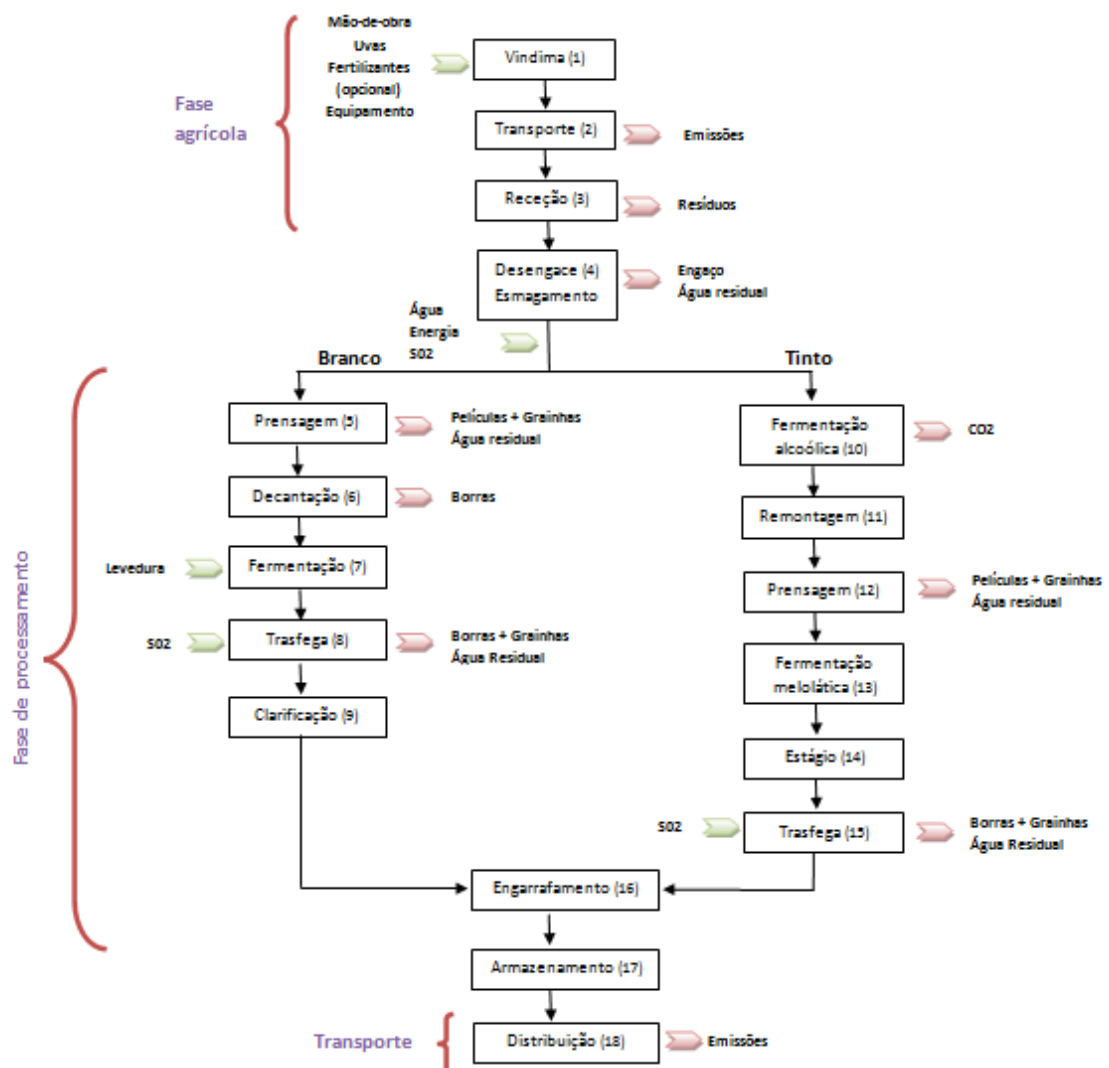 Mão-de-obra
Uvas
Fertilizantes
(opcional)
Equipamento
Vindima (1)
Fase
agrícola
Transporte (2)
Emissões
Receção (3)
Resíduos
Desengace (4)
Esmagamento
Engaço
Água residual
Água
Energia
S02
Branco
Tinto
Fase de processamento
Prensagem (5)
Películas + Grainhas
Água residual
Decantação (6)
Borras
Levedura
Fermentação (7)
S02
Trasfega (8)
Borras + Grainhas
Água Residual
Clarificação (9)
Fermentação
alcoólica (10)
CO2
Remontagem (11)
Prensagem (12)
Películas + Grainhas
Água residual
Fermentação
melolática (13)
Estágio (14)
S02
Trasfega (15)
Borras + Grainhas
Água Residual
Engarrafamento (16)
Armazenamento (17)
Transporte
Distribuição (18)
Emissões